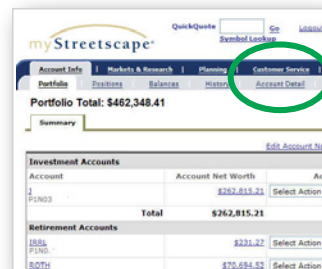 QuickQuote Go Logout
myStreetscape Symbol Lookup
Account Info | Markets & Research | Planning | Customer Service |
Portfolio Positions Balances History Account Detail
Portfolio Total: $462,348.41
Summary
Edit Account
Investment Accounts
Account Account Net Worth
J $262,815.21 Select Action
P1N03
Total $262,815.21
Retirement Accounts
IRRL $231.27 Select Action
P1N0
ROTH $70,694.52 Select Action